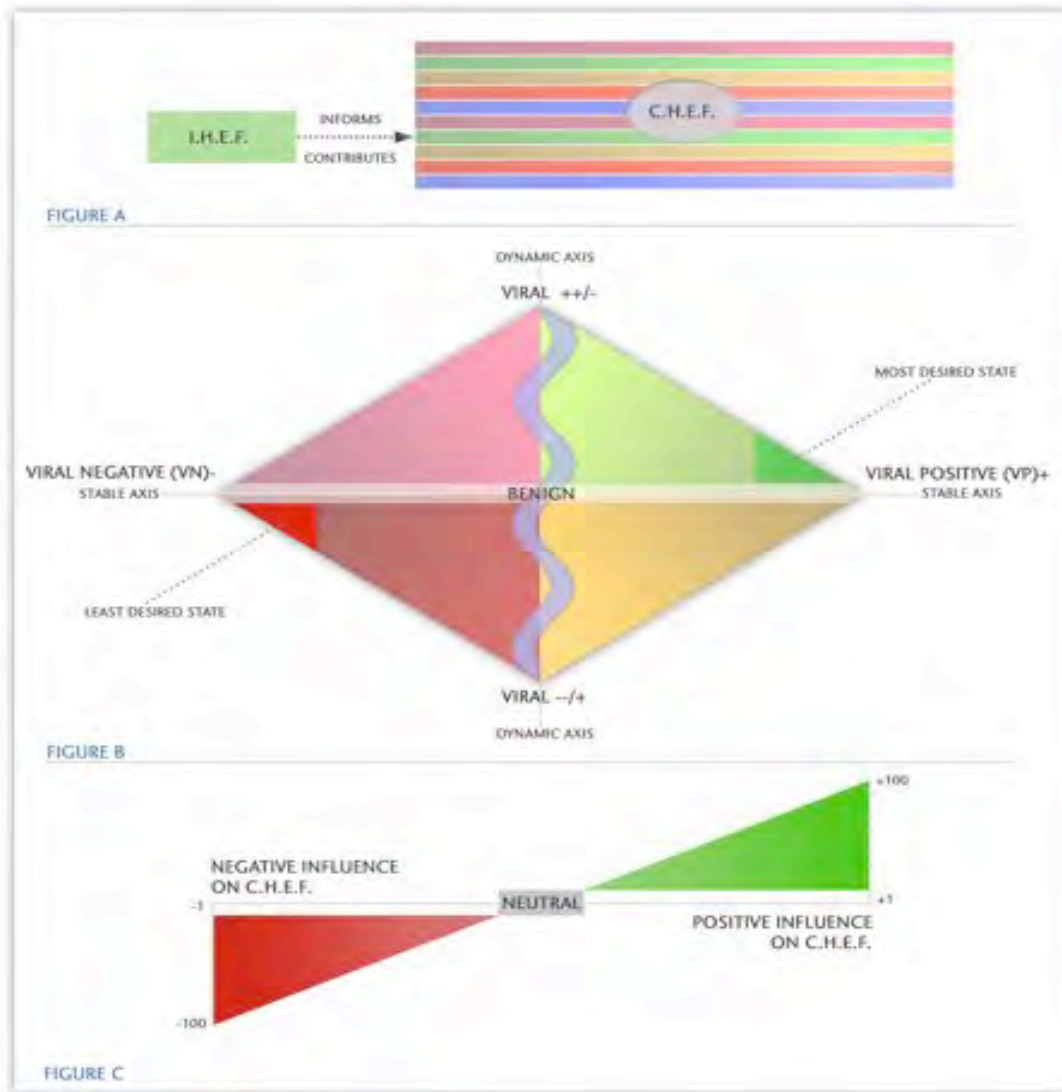 I.H.E.F.
INFORMS
CONTRIBUTES
C.H.E.F.
FIGURE A
DYNAMIC AXIS
VIRAL ++/-
MOST DESIRED STATE
VIRAL NEGATIVE (VN)-
STABLE AXIS
BENIGN
VIRAL POSITIVE (VP)+
STABLE AXIS
LEAST DESIRED STATE
VIRAL --/+
DYNAMIC AXIS
FIGURE B
+100
NEGATIVE INFLUENCE
ON C.H.E.F.
-1
NEUTRAL
+1
POSITIVE INFLUENCE
ON C.H.E.F.
-100
FIGURE C